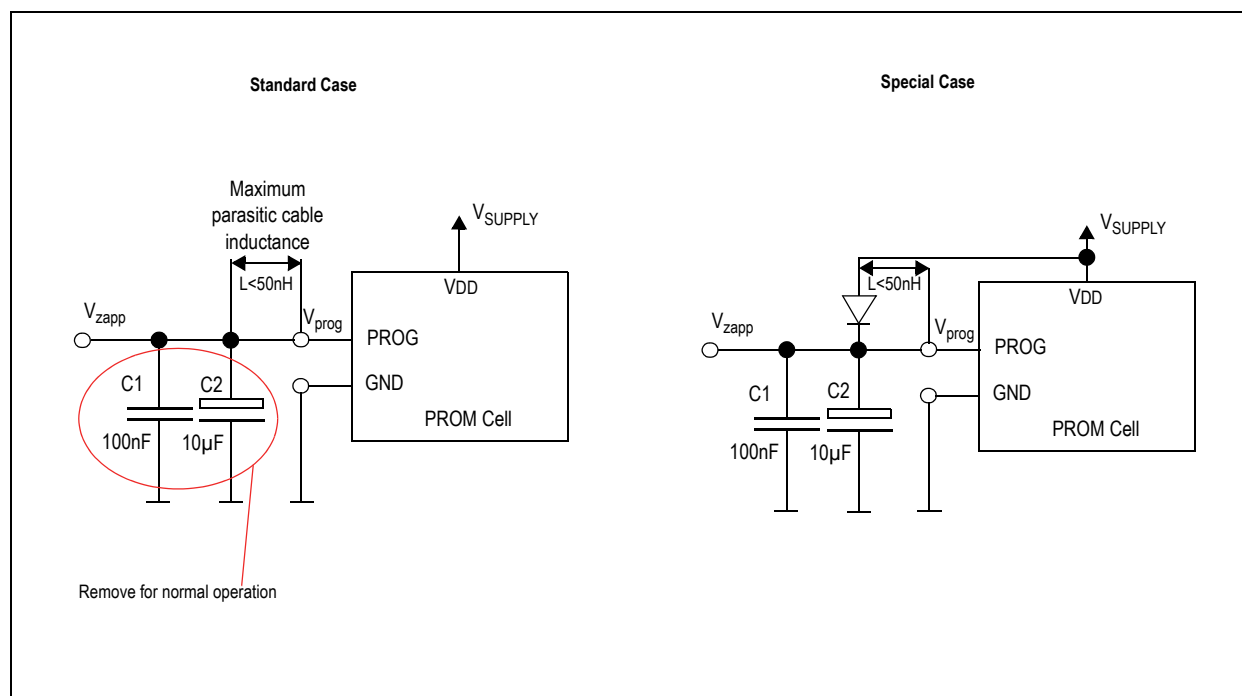 Standard Case
Maximum
parasitic cable
inductance
L<50nH
VSUPPLY
VDD
Vzapp
Vprog
PROG
GND
PROM Cell
C1
C2
100nF
10µF
Remove for normal operation
Special Case
VSUPPLY
L<50nH
VDD
Vzapp
Vprog
PROG
GND
PROM Cell
C1
C2
100nF
10µF